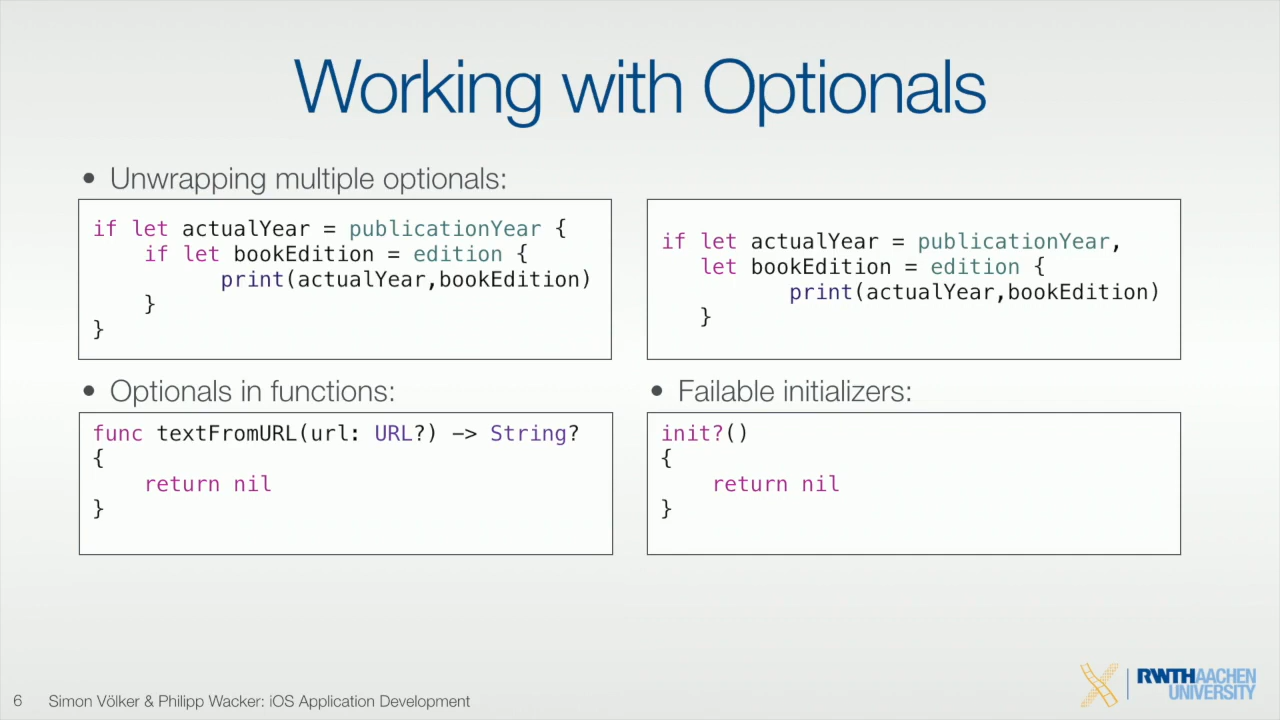 Working with Optionals
• Unwrapping multiple optionals:
if let actualYear = publicationYear {
    if let bookEdition = edition {
          print(actualYear,bookEdition)
    }
}
if let actualYear = publicationYear,
   let bookEdition = edition {
          print(actualYear,bookEdition)
   }
• Optionals in functions:
func textFromURL(url: URL?) -> String?
{
    return nil
}
• Failable initializers:
init?()
{
    return nil
}
6 Simon Völker & Philipp Wacker: iOS Application Development
RWTHAACHEN
UNIVERSITY